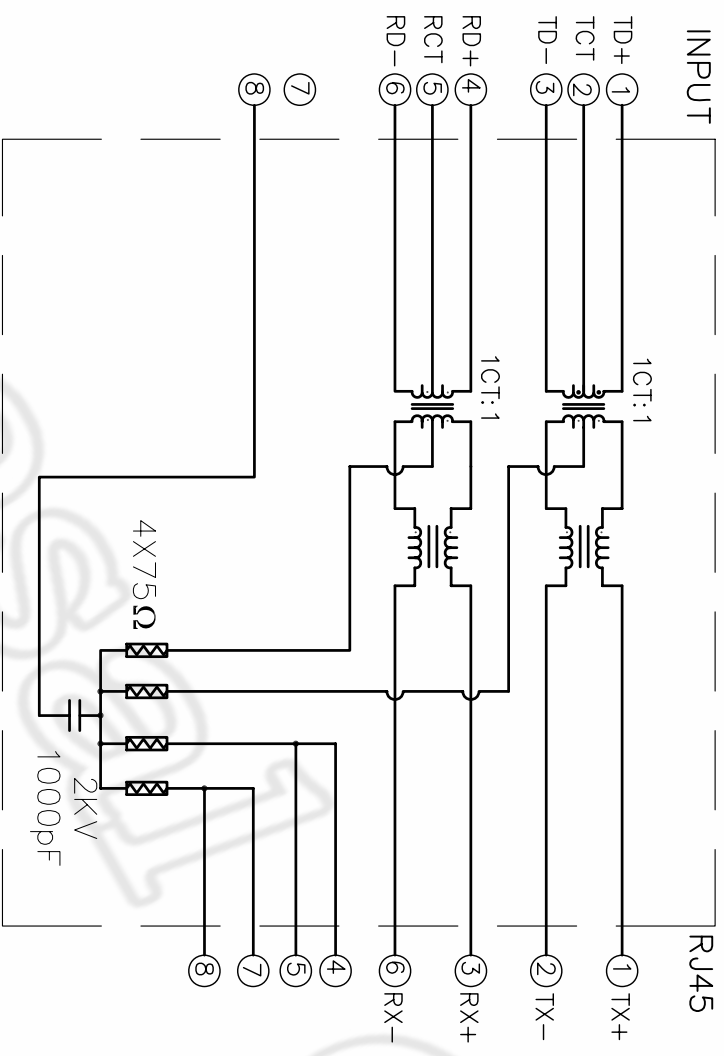 INPUT
RJ45
TD+ 1
TCT 2
TD- 3
RD+ 4
RCT 5
RD- 6
7
8
1CT:1
1CT:1
4X75Ω
2KV
1000pF
1 TX+
2 TX-
3 RX+
6 RX-
4
5
7
8